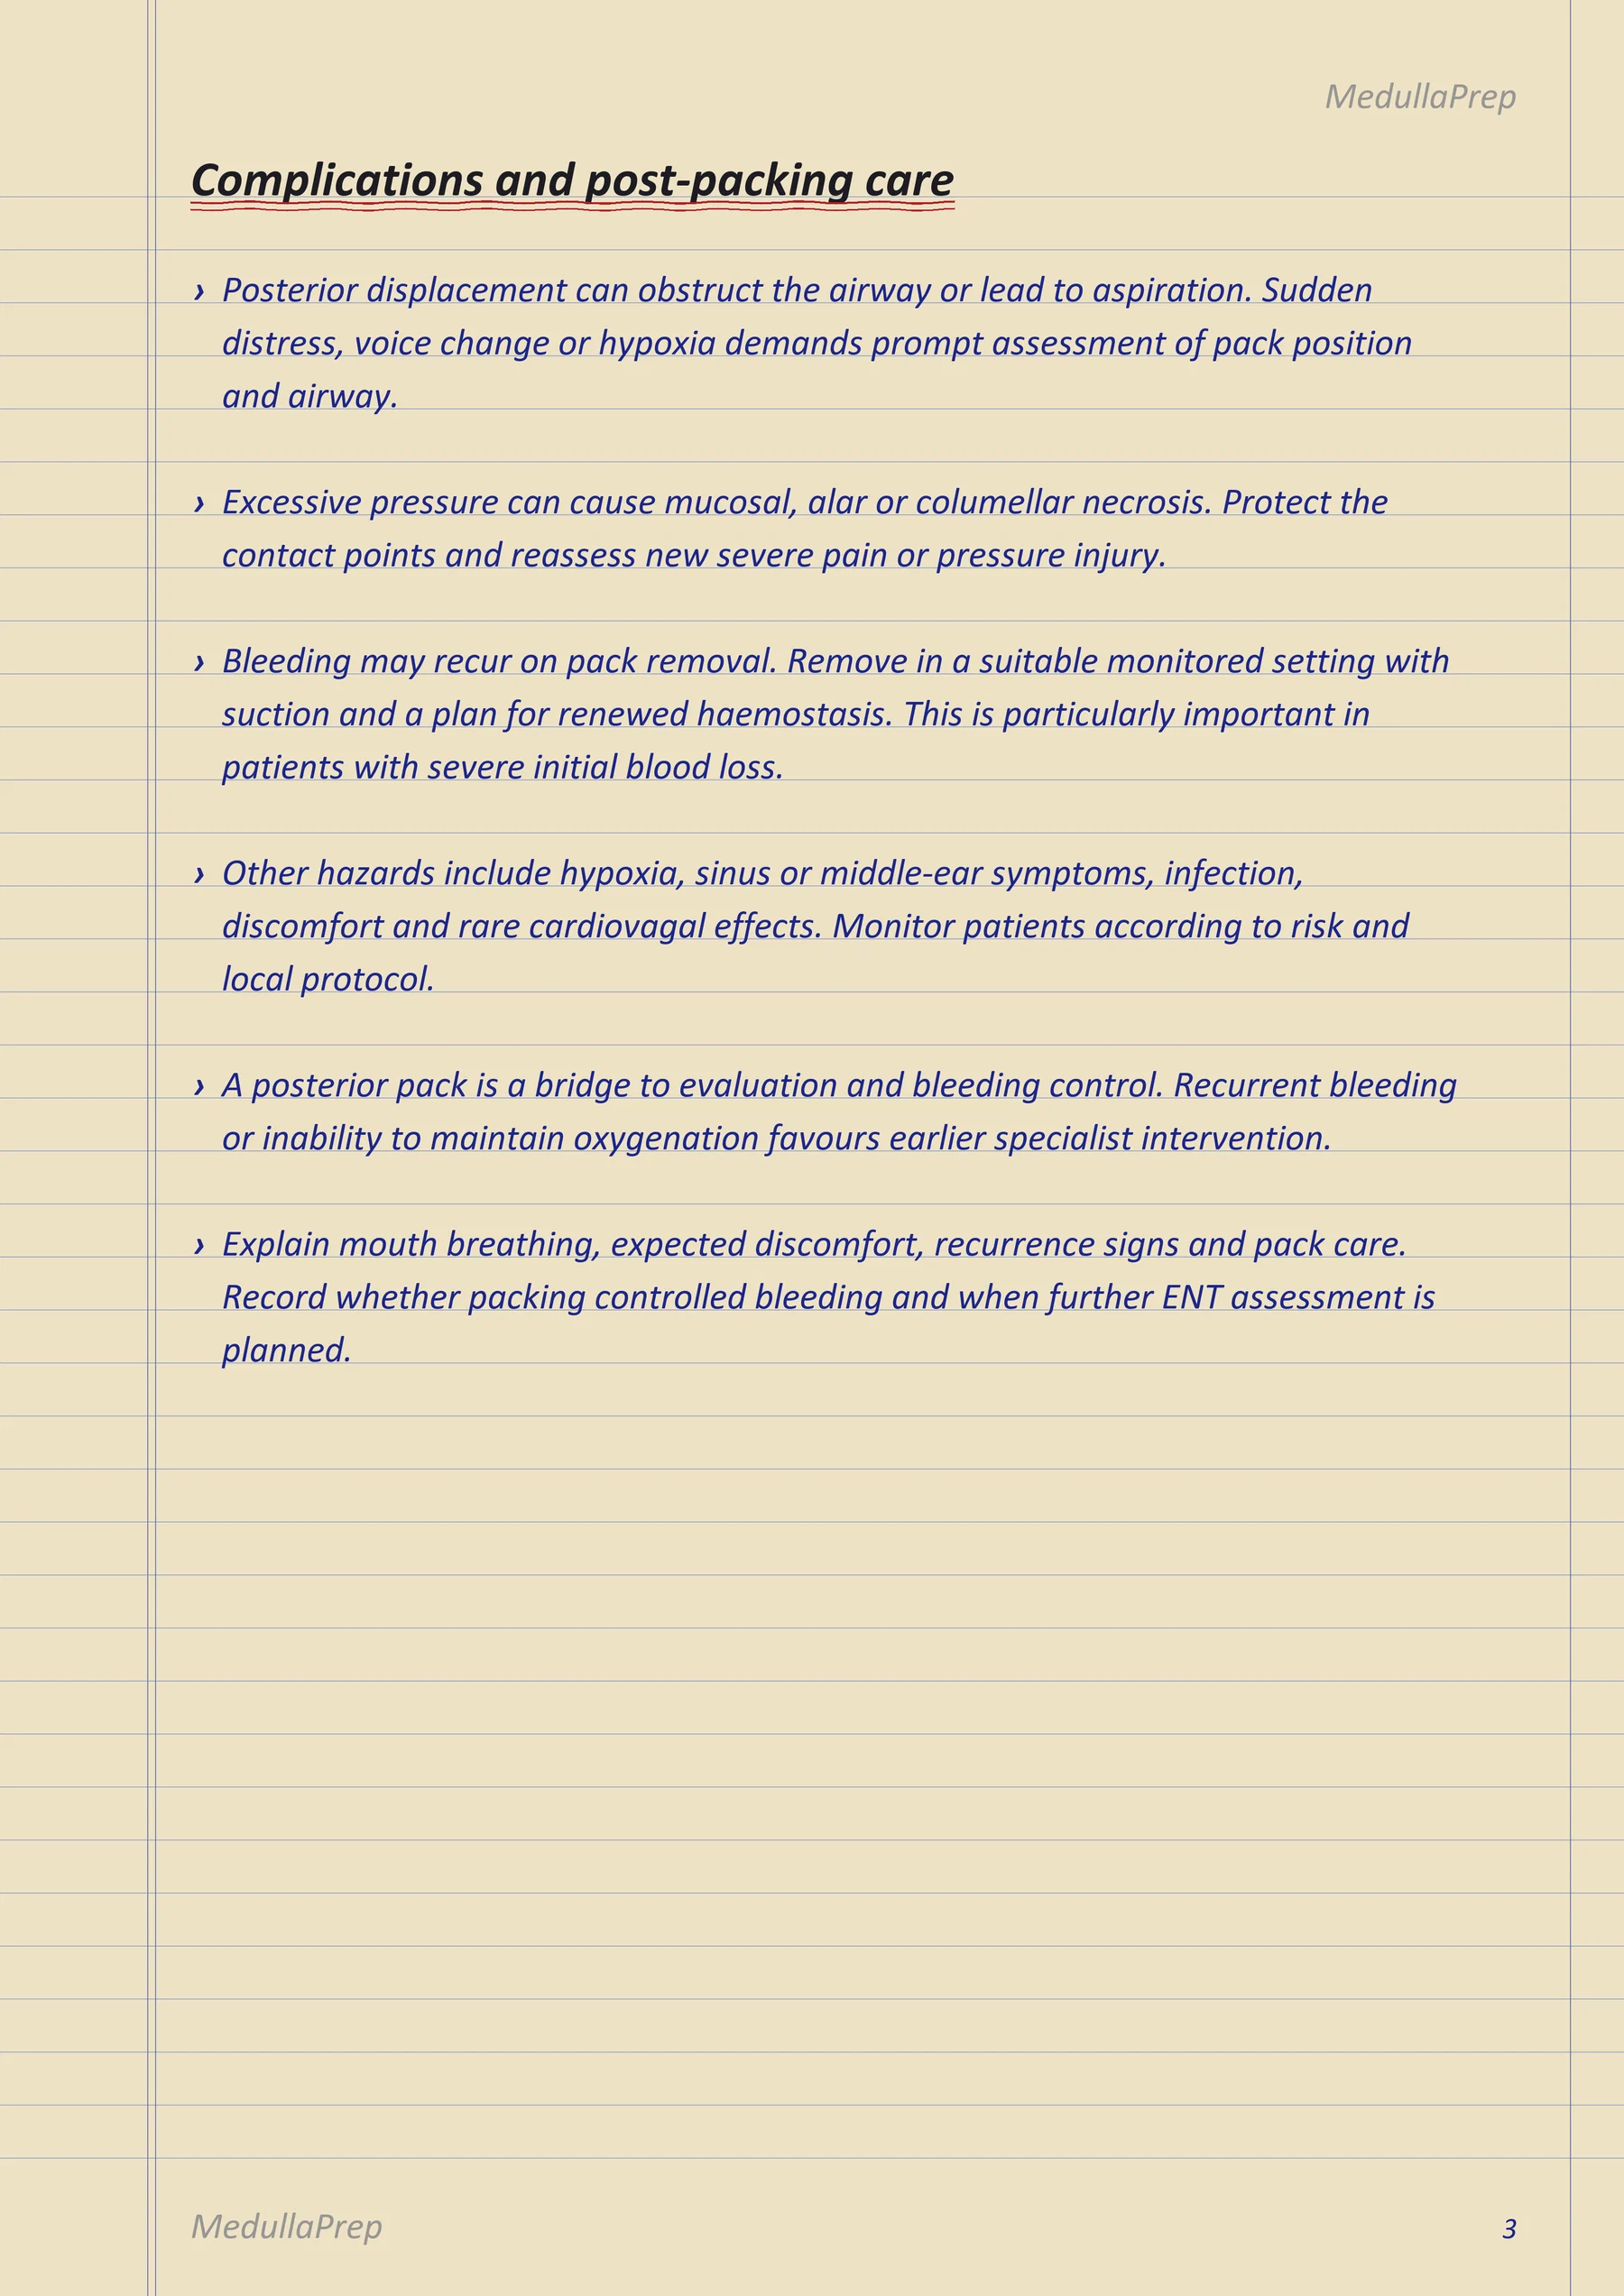 MedullaPrep
Complications and post-packing care
› Posterior displacement can obstruct the airway or lead to aspiration. Sudden
distress, voice change or hypoxia demands prompt assessment of pack position
and airway.
› Excessive pressure can cause mucosal, alar or columellar necrosis. Protect the
contact points and reassess new severe pain or pressure injury.
› Bleeding may recur on pack removal. Remove in a suitable monitored setting with
suction and a plan for renewed haemostasis. This is particularly important in
patients with severe initial blood loss.
› Other hazards include hypoxia, sinus or middle-ear symptoms, infection,
discomfort and rare cardiovagal effects. Monitor patients according to risk and
local protocol.
› A posterior pack is a bridge to evaluation and bleeding control. Recurrent bleeding
or inability to maintain oxygenation favours earlier specialist intervention.
› Explain mouth breathing, expected discomfort, recurrence signs and pack care.
Record whether packing controlled bleeding and when further ENT assessment is
planned.
MedullaPrep
3